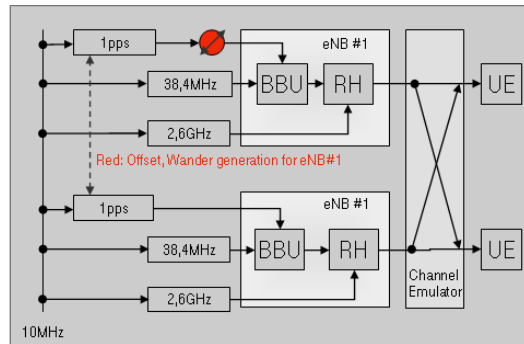 eNB #1
1pps
38,4MHz
BBU
RH
UE
2,6GHz
Red: Offset, Wander generation for eNB#1
1pps
eNB #1
38,4MHz
BBU
RH
UE
2,6GHz
Channel
Emulator
10MHz